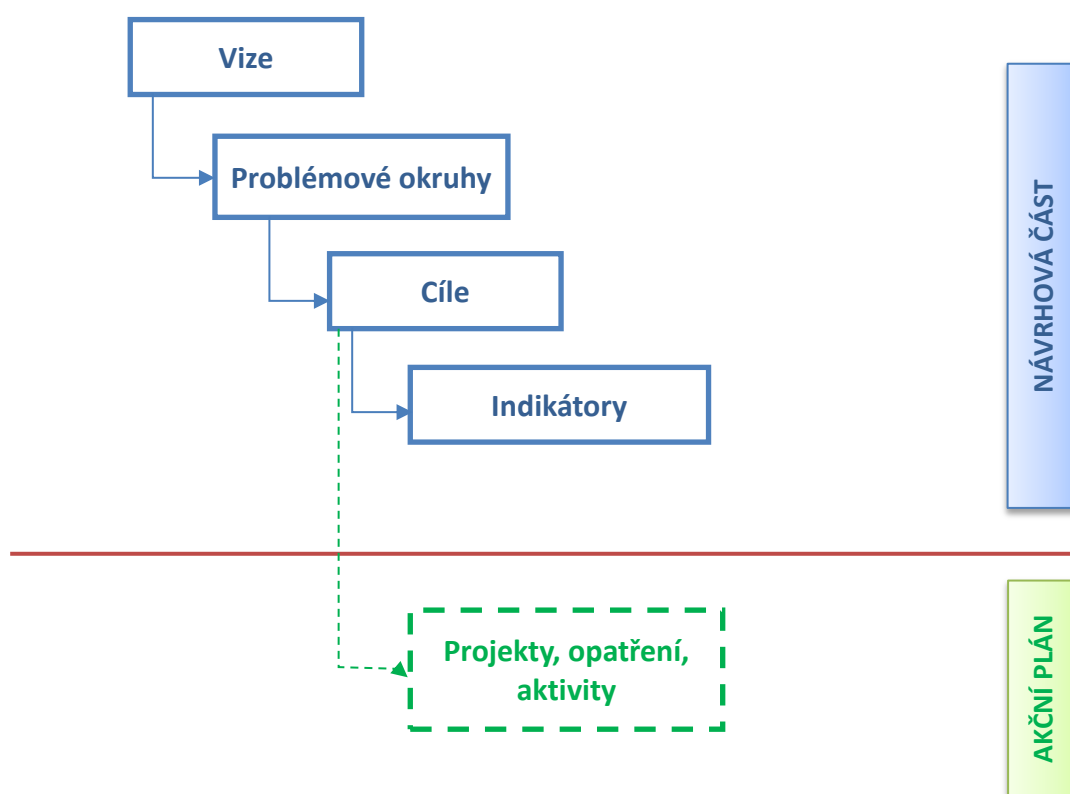 Vize
Problémové okruhy
Cíle
Indikátory
NÁVRHOVÁ ČÁST
Projekty, opatření,
aktivity
AKČNÍ PLÁN